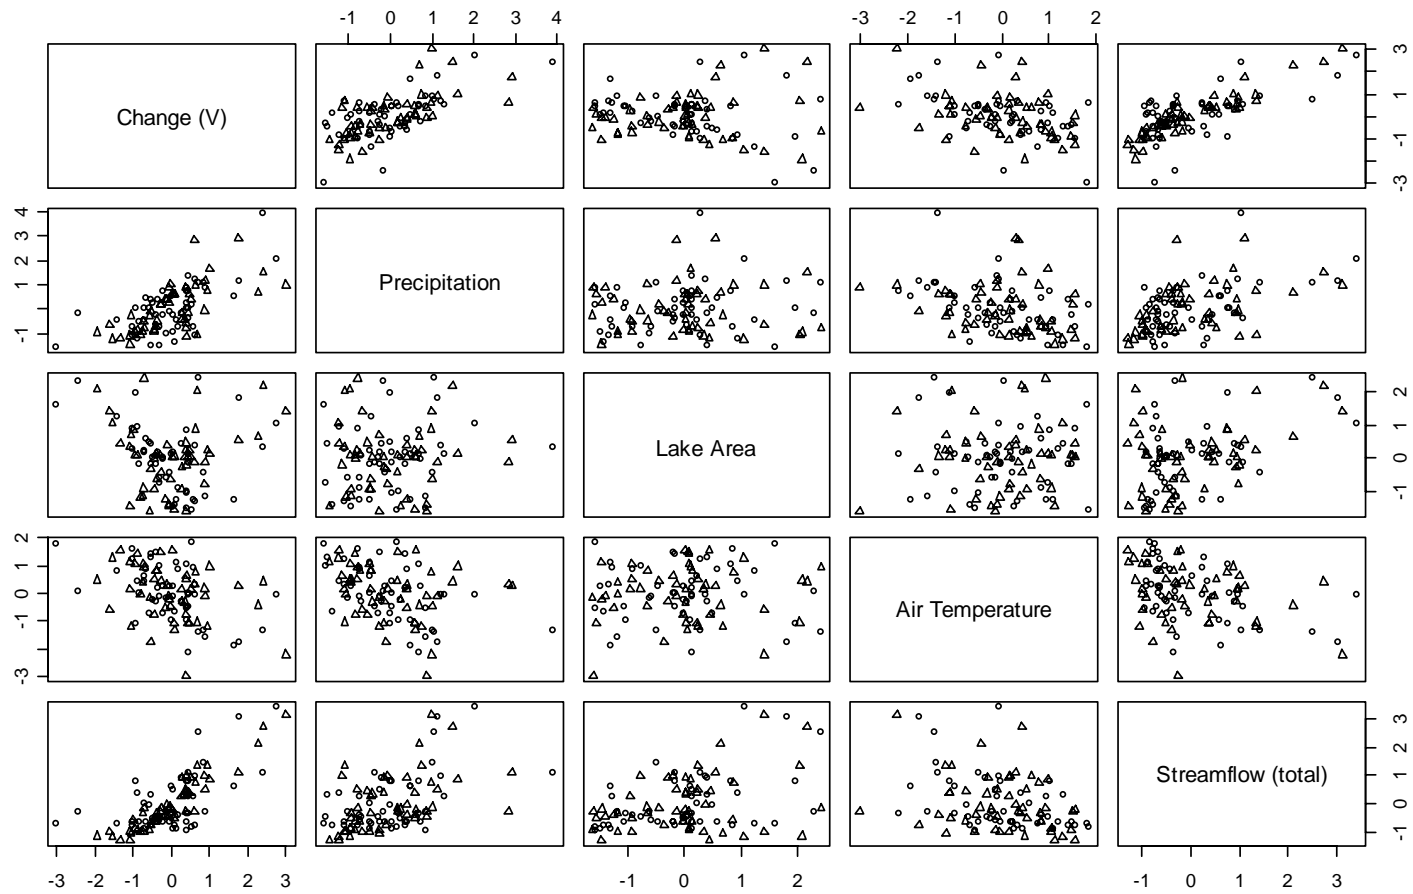 -1 0 1 2 3 4 -3 -2 -1 0 1 2
Change (V)
-3 -1 1 3
-1 1 2 3 4
Precipitation
Lake Area
-1 0 1 2
-3 -1 0 1 2
Air Temperature
Streamflow (total)
-1 0 1 2 3
-3 -2 -1 0 1 2 3 -1 0 1 2 -1 0 1 2 3